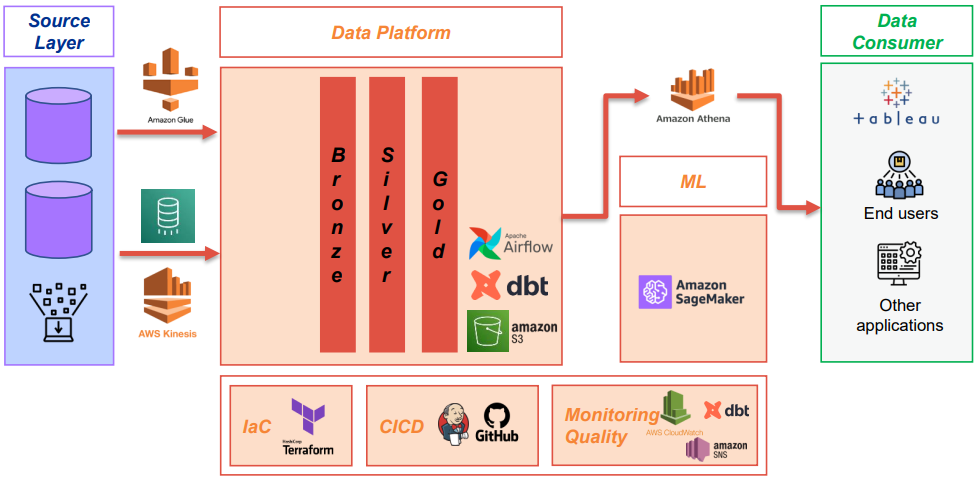 Source
Layer
Data Platform
Data
Consumer
Amazon Glue
AWS Kinesis
Bronze
Silver
Gold
Apache
Airflow
dbt
amazon
S3
Amazon Athena
ML
Amazon
SageMaker
+ableau
End users
Other
applications
IaC
HashiCorp
Terraform
CICD
GitHub
Monitoring
Quality
AWS CloudWatch
dbt
amazon
SNS